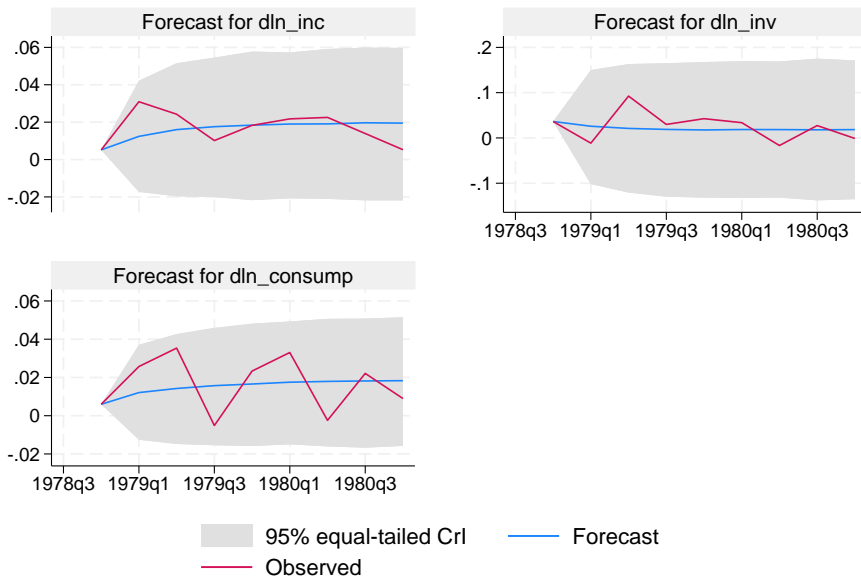 Forecast for dln_inc
.06
.04
.02
0
-.02
Forecast for dln_inv
.2
.1
0
-.1
1978q3 1979q1 1979q3 1980q1 1980q3
Forecast for dln_consump
.06
.04
.02
0
-.02
1978q3 1979q1 1979q3 1980q1 1980q3
95% equal-tailed CrI Forecast
Observed